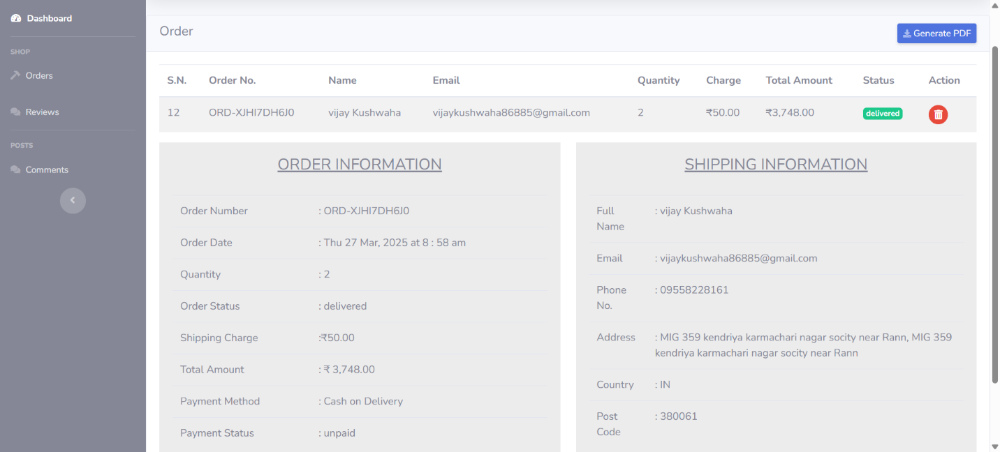 Dashboard
SHOP
Orders
Reviews
POSTS
Comments
Order
Generate PDF
S.N. Order No. Name Email Quantity Charge Total Amount Status Action
12 ORD-XJHI7DH6J0 vijay Kushwaha vijaykushwaha86885@gmail.com 2 ₹50.00 ₹3,748.00 delivered
ORDER INFORMATION
Order Number : ORD-XJHI7DH6J0
Order Date : Thu 27 Mar, 2025 at 8 : 58 am
Quantity : 2
Order Status : delivered
Shipping Charge :₹50.00
Total Amount : ₹ 3,748.00
Payment Method : Cash on Delivery
Payment Status : unpaid
SHIPPING INFORMATION
Full : vijay Kushwaha
Name
Email : vijaykushwaha86885@gmail.com
Phone : 09558228161
No.
Address : MIG 359 kendriya karmachari nagar socity near Rann, MIG 359
kendriya karmachari nagar socity near Rann
Country : IN
Post : 380061
Code